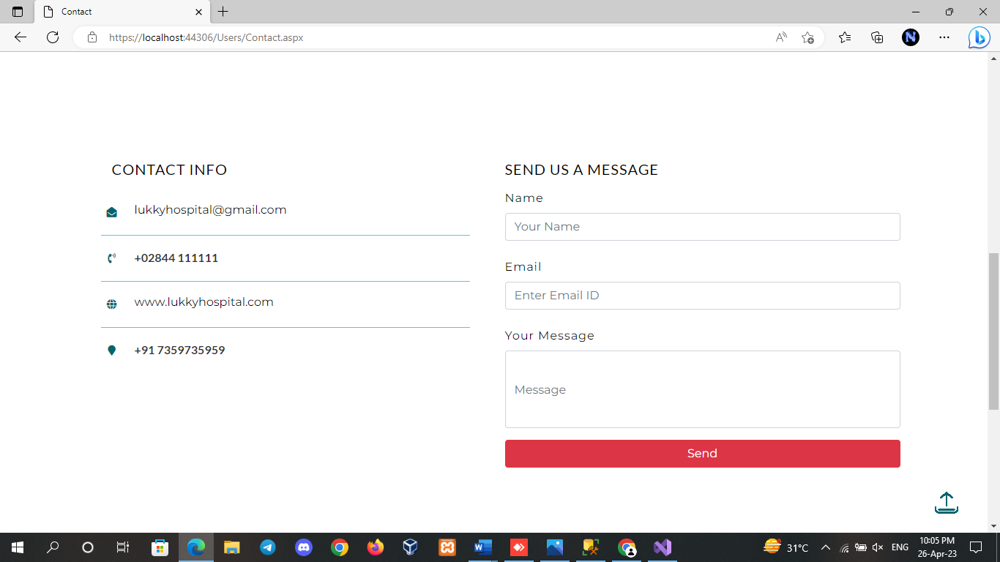 Contact
https://localhost:44306/Users/Contact.aspx
CONTACT INFO
lukkyhospital@gmail.com
+02844 111111
www.lukkyhospital.com
+91 7359735959
SEND US A MESSAGE
Name
Your Name
Email
Enter Email ID
Your Message
Message
Send
31°C
ENG
10:05 PM
26-Apr-23